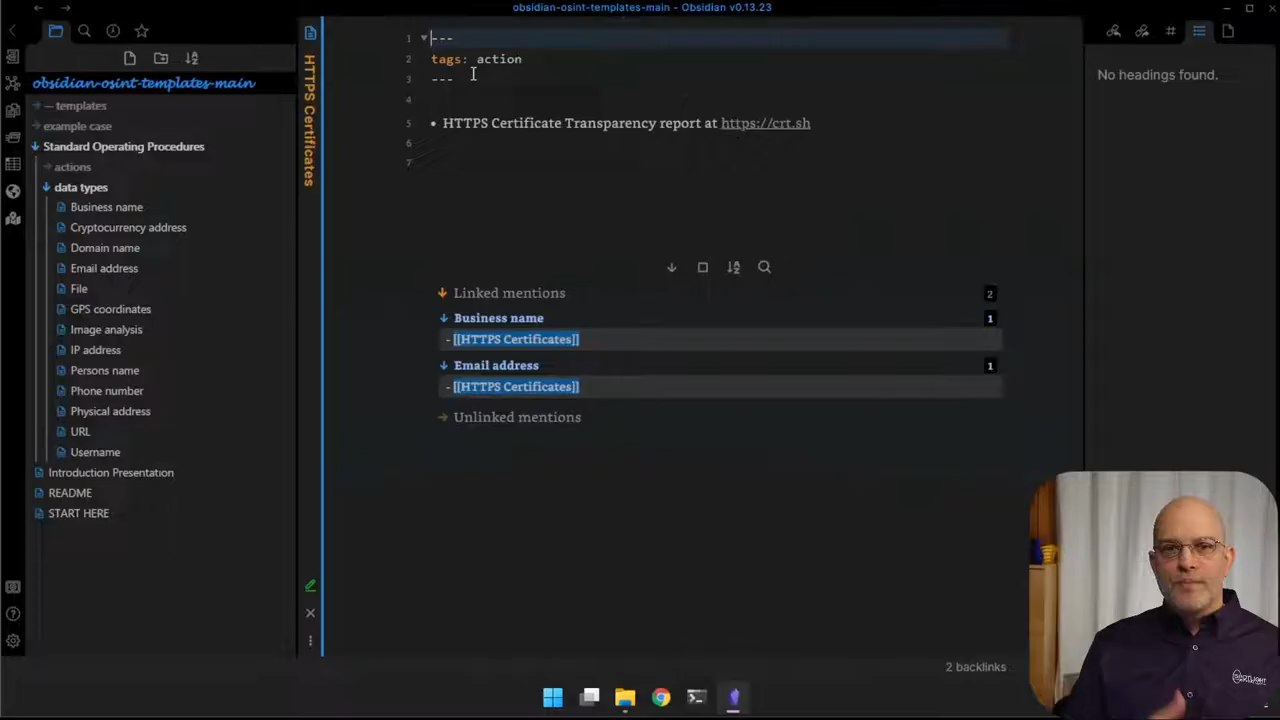 obsidian-osint-templates-main - Obsidian v0.13.23
obsidian-osint-templates-main
-- templates
example case
Standard Operating Procedures
actions
data types
Business name
Cryptocurrency address
Domain name
Email address
File
GPS coordinates
Image analysis
IP address
Persons name
Phone number
Physical address
URL
Username
Introduction Presentation
README
START HERE
HTTPS Certificates
1 ---
2 tags: action
3 ---
4
5 • HTTPS Certificate Transparency report at https://crt.sh
6
7
Linked mentions 2
Business name 1
- [[HTTPS Certificates]]
Email address 1
- [[HTTPS Certificates]]
Unlinked mentions
No headings found.
2 backlinks
SPOTLIGHT